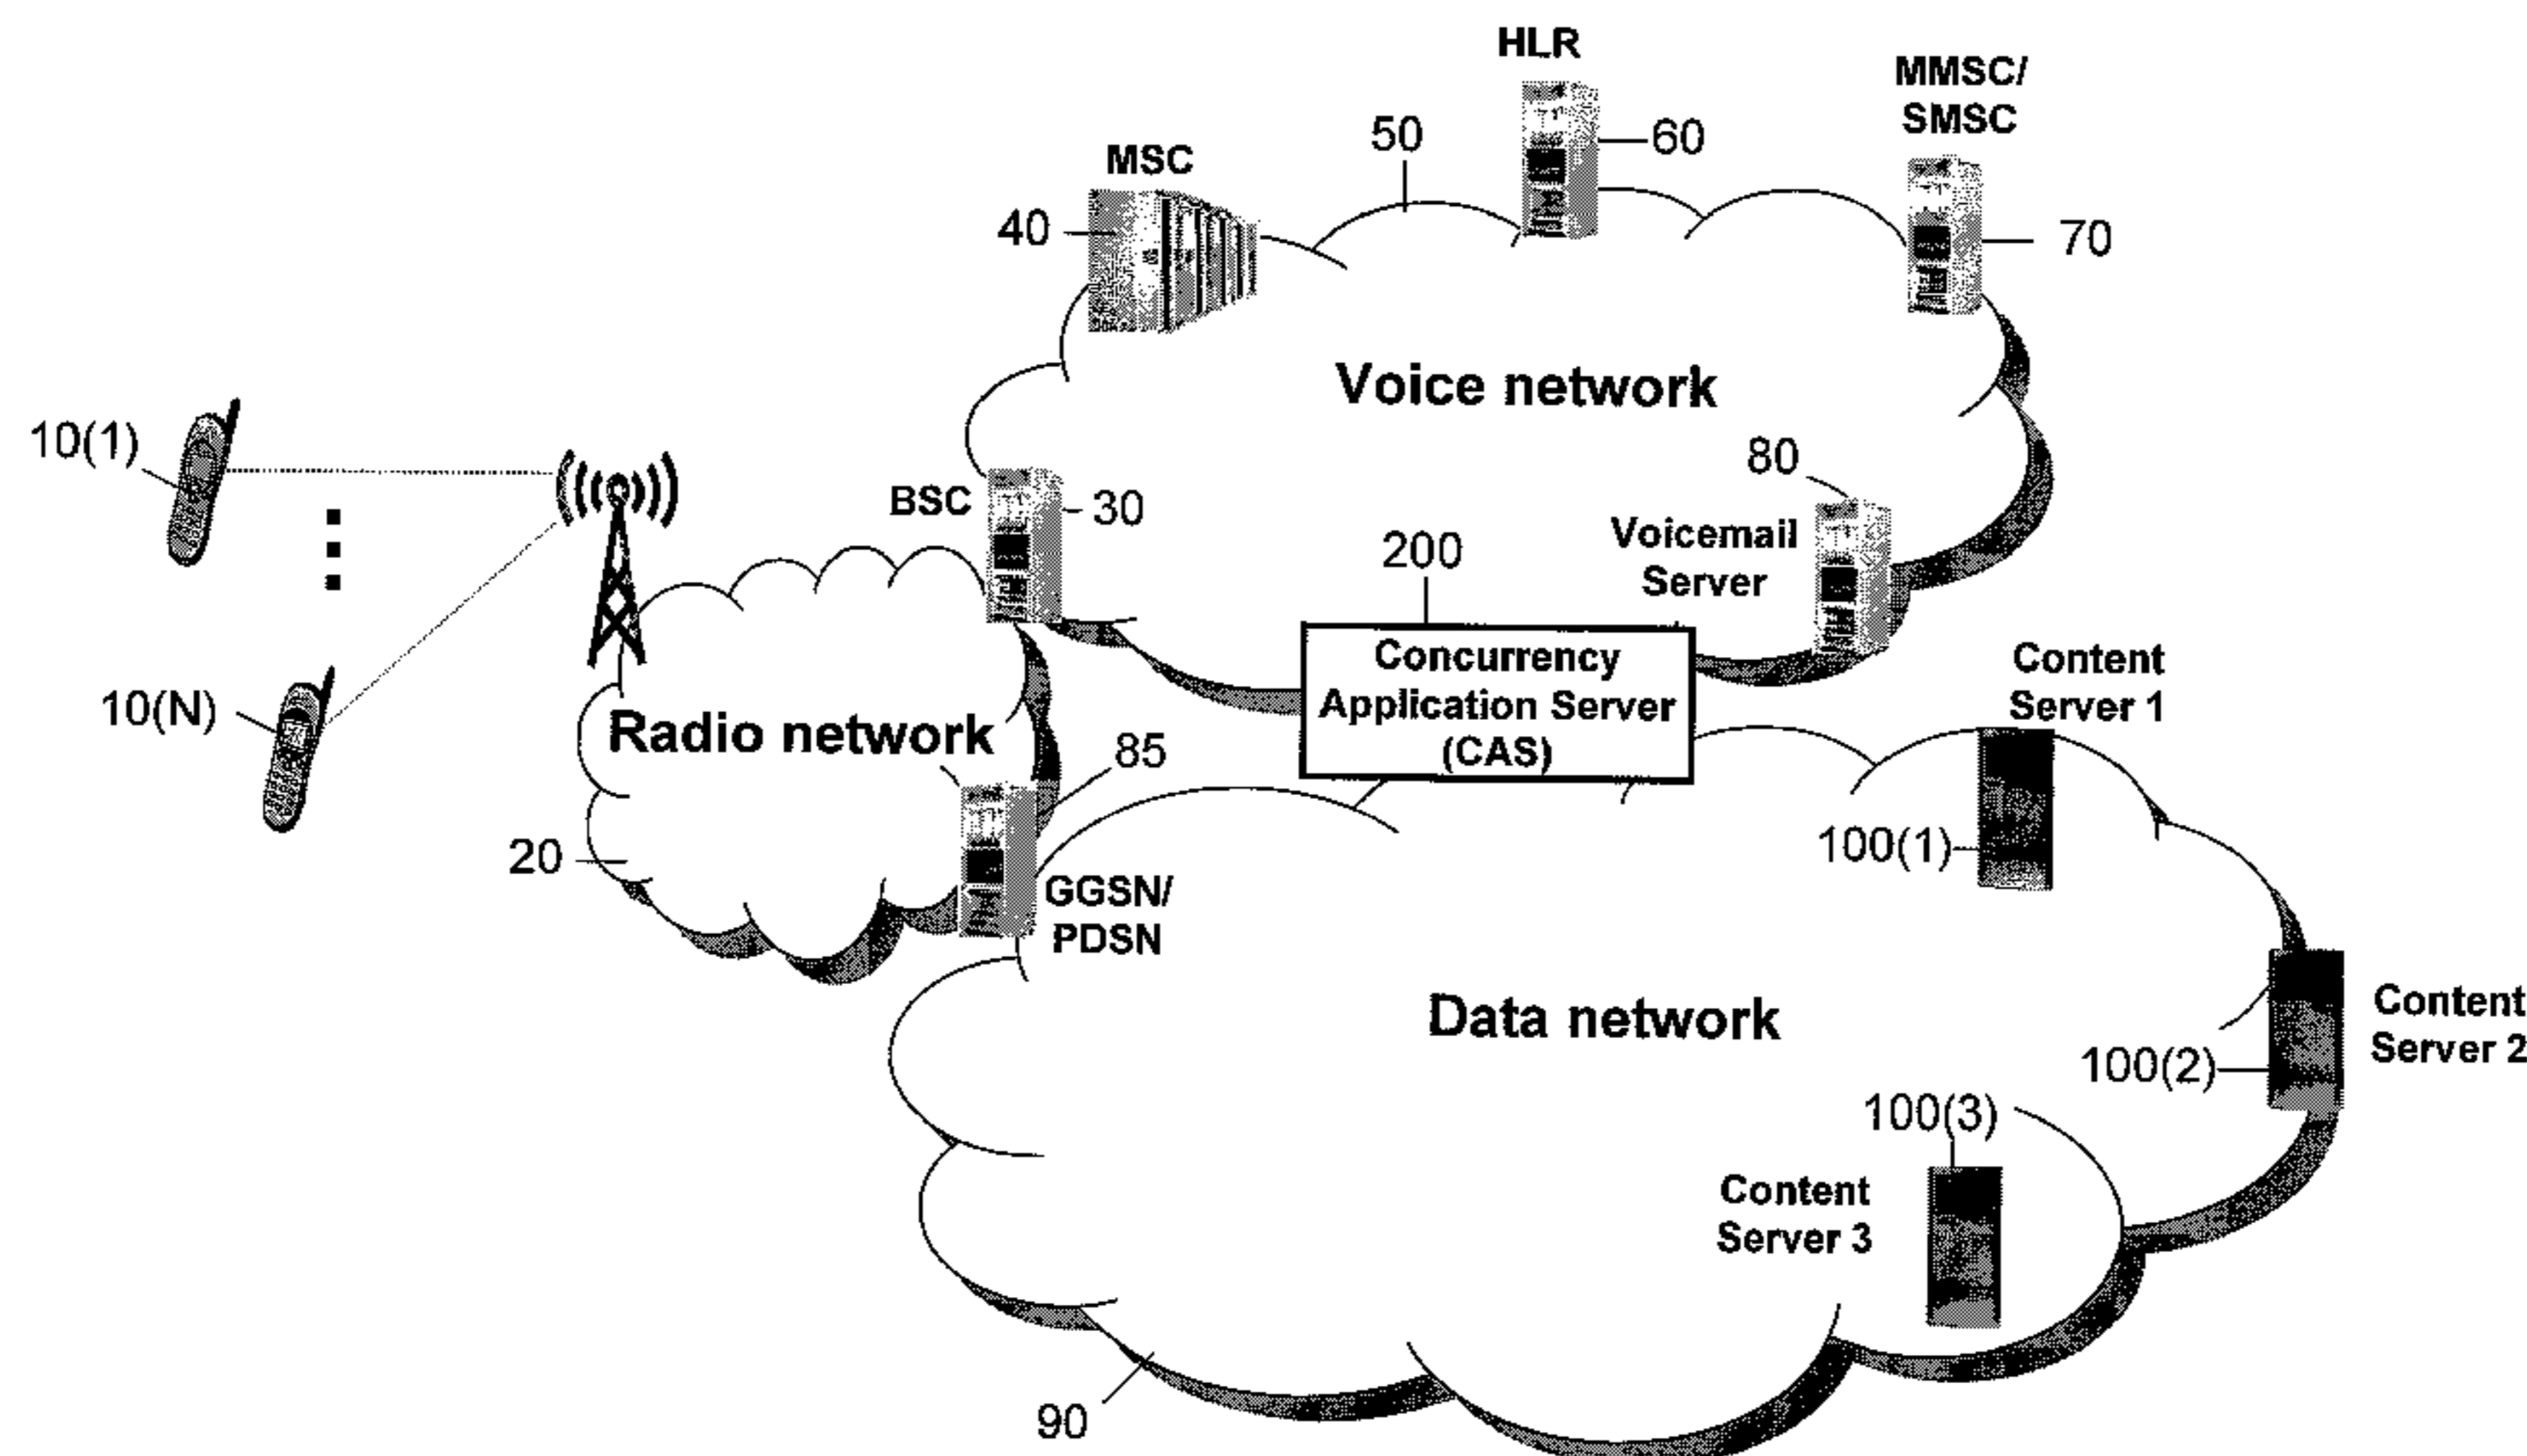 HLR
MMSC/
SMSC
50
60
MSC
40
70
Voice network
10(1)
80
BSC
30
Voicemail
Server
200
Concurrency
Application Server
(CAS)
Content
Server 1
10(N)
Radio network
85
100(1)
20
GGSN/
PDSN
Data network
Content
Server 2
100(2)
100(3)
Content
Server 3
90